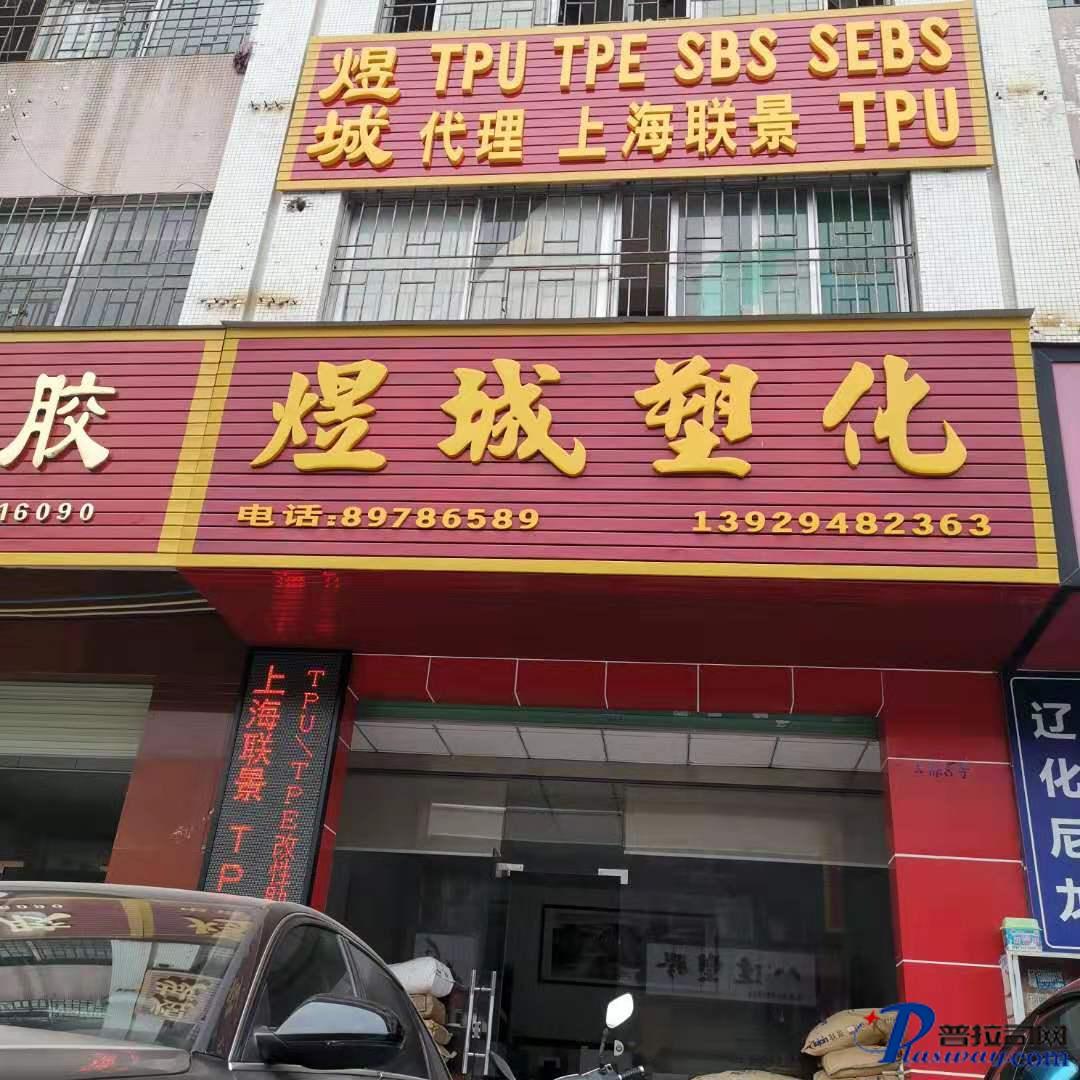 煜城
TPU TPE SBS SEBS
代理 上海联景 TPU
胶
16090
煜城塑化
电话:89786589 13929482363
上海联景 TP
TPU/TPE改性
辽化尼龙
普拉司网
Plasway.com